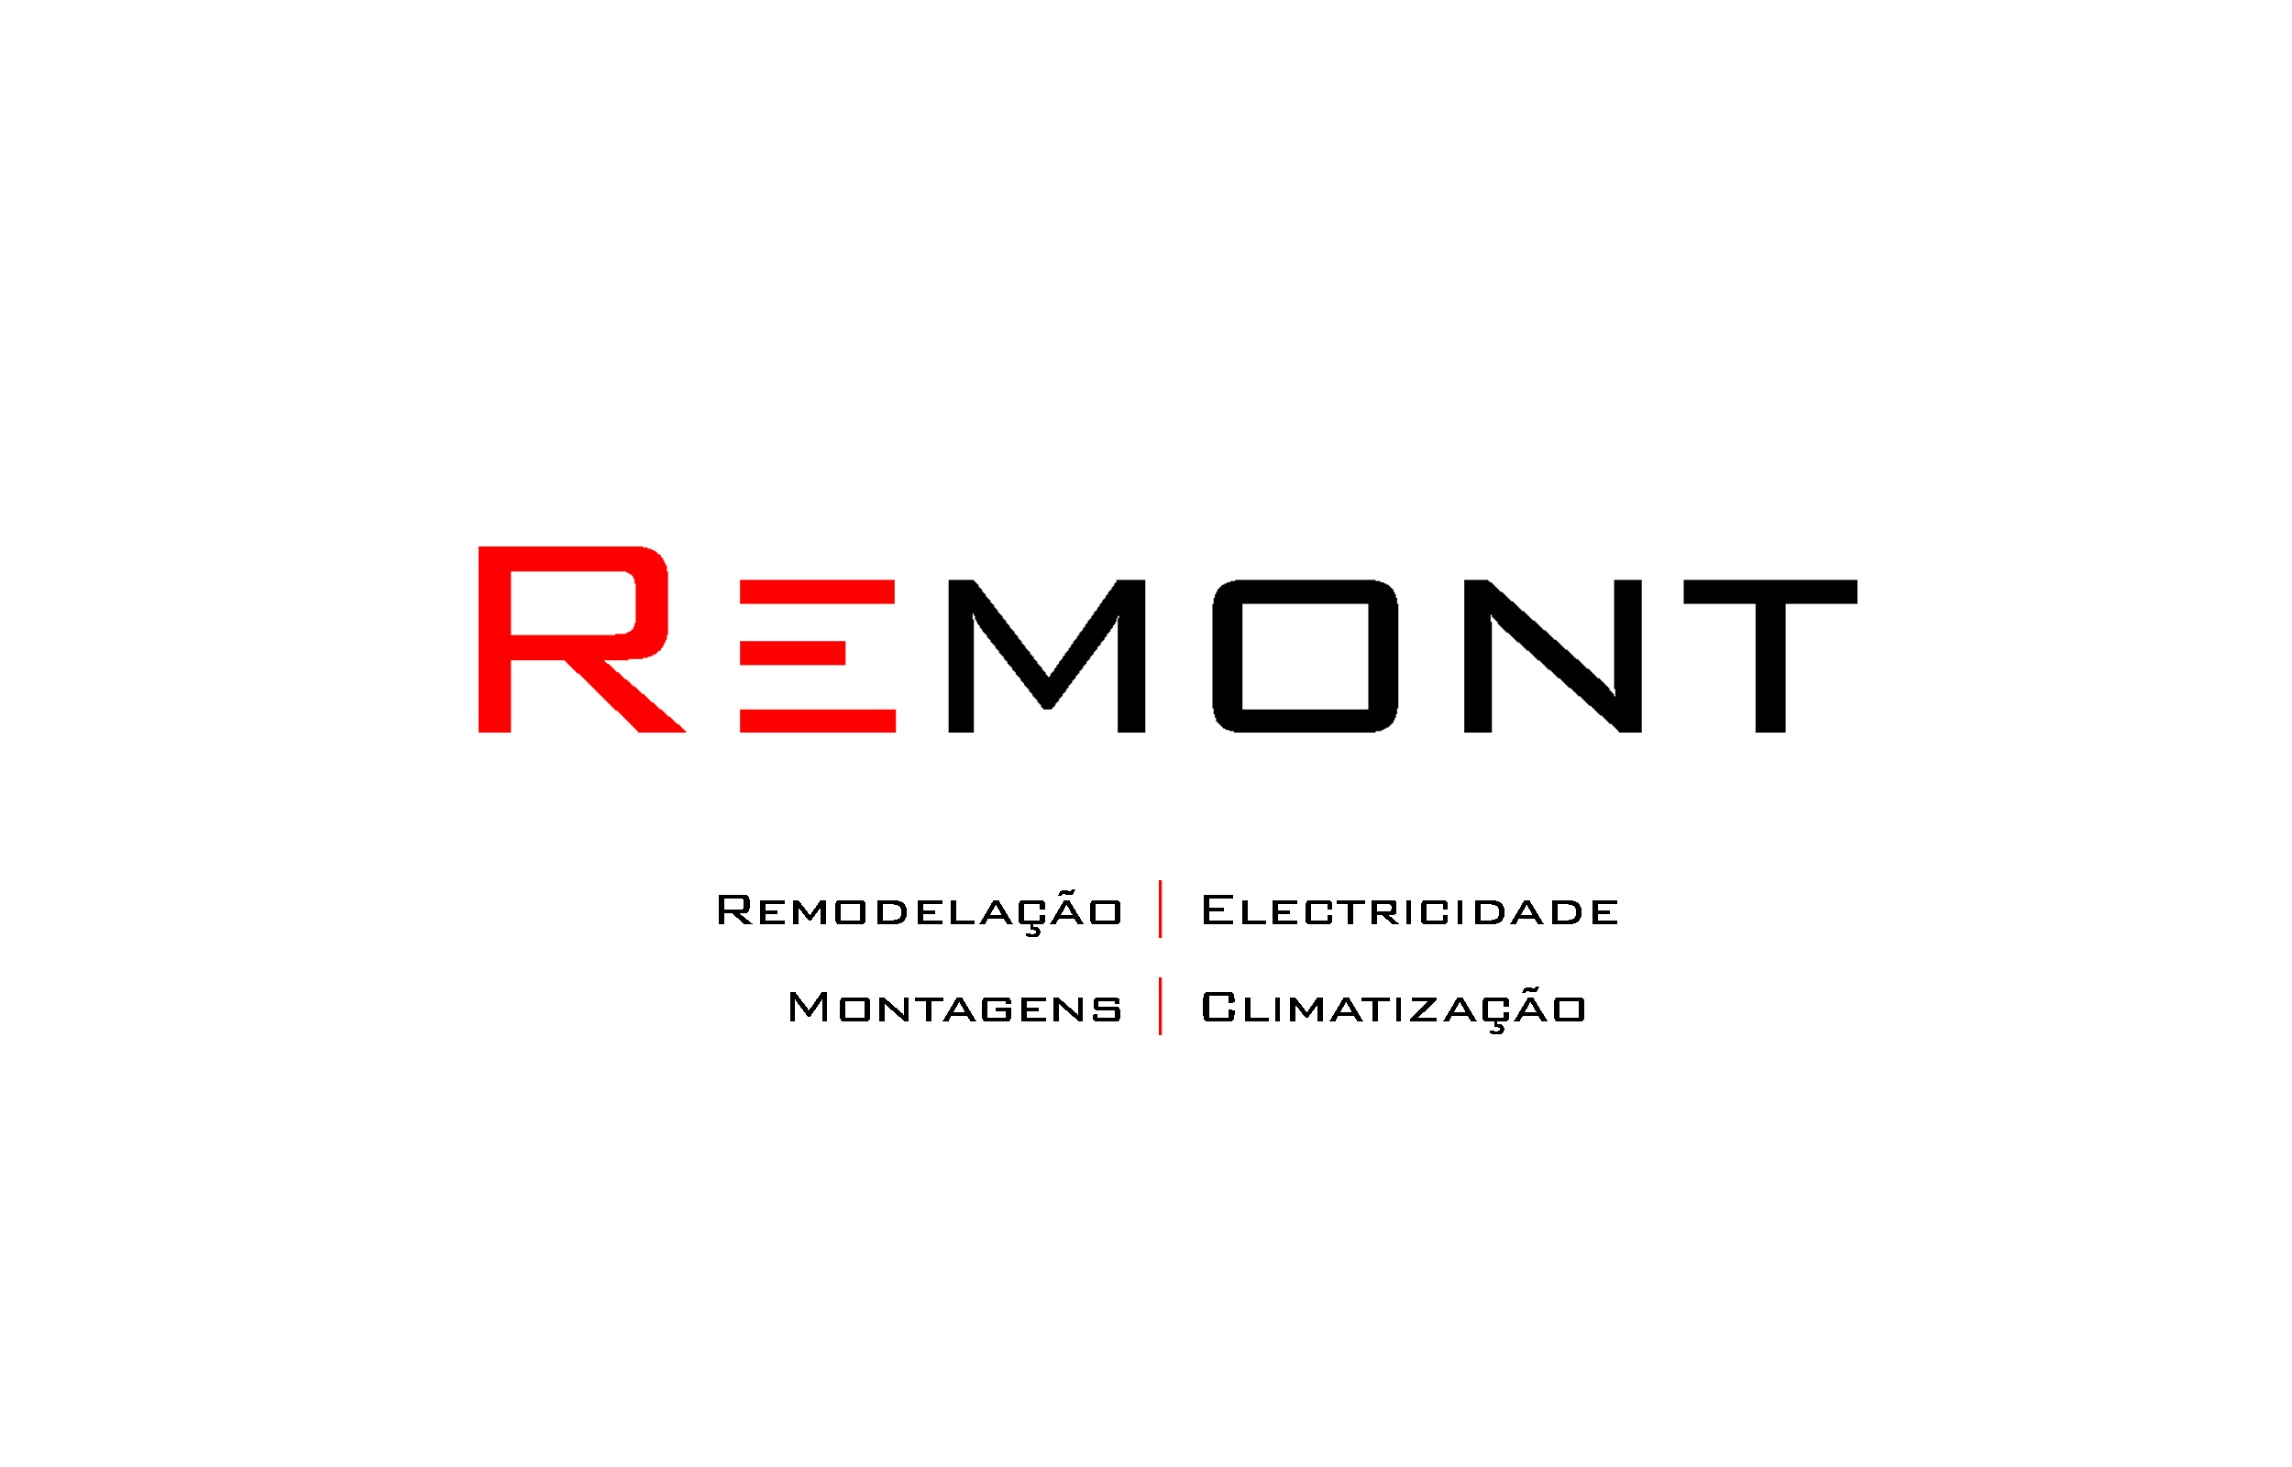 REMONT
REMODELAÇÃO | ELECTRICIDADE
MONTAGENS | CLIMATIZAÇÃO